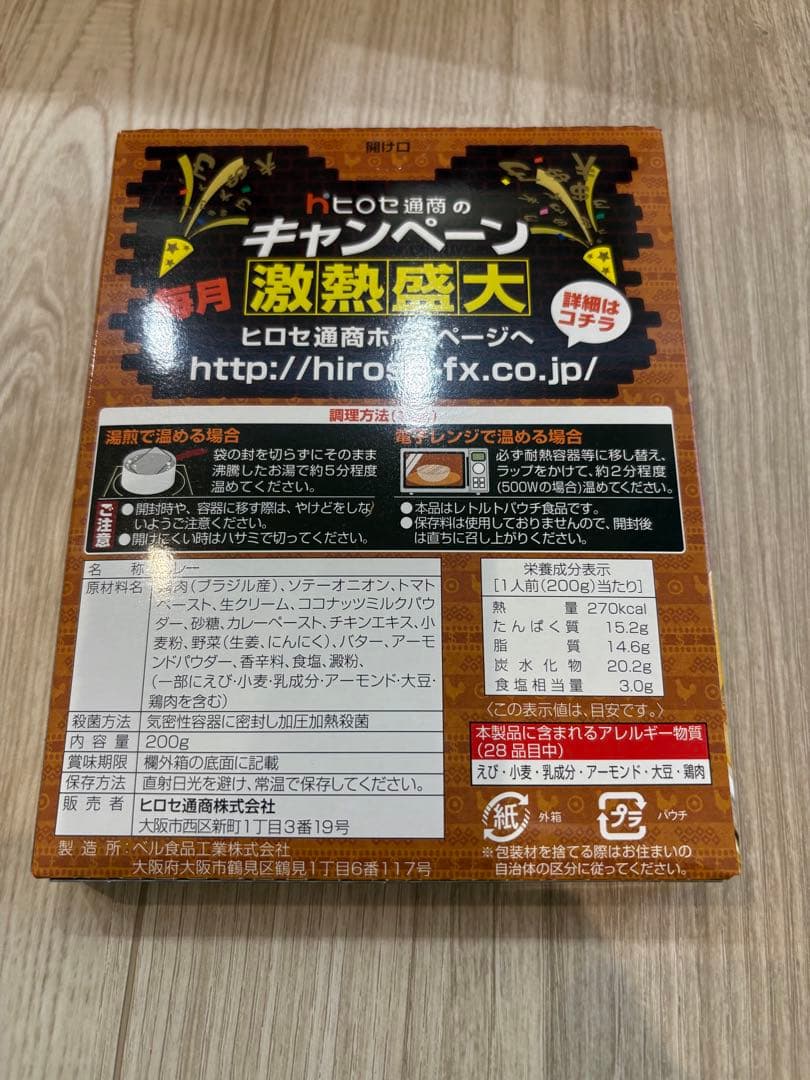 開け口
ヒロセ通商の
キャンペーン
毎月 激熱盛大
詳細は
コチラ
ヒロセ通商ホームページへ
http://hirose-fx.co.jp/
調理方法
湯煎で温める場合
袋の封を切らずにそのまま
沸騰したお湯で約5分程度
温めてください。
電子レンジで温める場合
必ず耐熱容器等に移し替え、
ラップをかけて、約2分程度
(500Wの場合)温めてください。
ご注意
●開封時や、容器に移す際は、やけどをしな
いようご注意ください。
●開けにくい時はハサミで切ってください。
●本品はレトルトパウチ食品です。
●保存料は使用しておりませんので、開封後
は直ちに召し上がりください。
名称 カレー
原材料名 鶏肉(ブラジル産)、ソテーオニオン、トマト
ペースト、生クリーム、ココナッツミルクパウ
ダー、砂糖、カレーペースト、チキンエキス、小
麦粉、野菜(生姜、にんにく)、バター、アーモ
ンドパウダー、香辛料、食塩、澱粉、
(一部にえび・小麦・乳成分・アーモンド・大豆・
鶏肉を含む)
殺菌方法 気密性容器に密封し加圧加熱殺菌
内容量 200g
賞味期限 欄外箱の底面に記載
保存方法 直射日光を避け、常温で保存してください。
販売者 ヒロセ通商株式会社
大阪市西区新町1丁目3番19号
製造所:ベル食品工業株式会社
大阪府大阪市鶴見区鶴見1丁目6番117号
栄養成分表示
[1人前(200g)当たり]
熱量 270kcal
たんぱく質 15.2g
脂質 14.6g
炭水化物 20.2g
食塩相当量 3.0g
〈この表示値は、目安です。〉
本製品に含まれるアレルギー物質
(28品目中)
えび・小麦・乳成分・アーモンド・大豆・鶏肉
紙 外箱
プラ パウチ
※包装材を捨てる際はお住まいの
自治体の区分に従ってください。